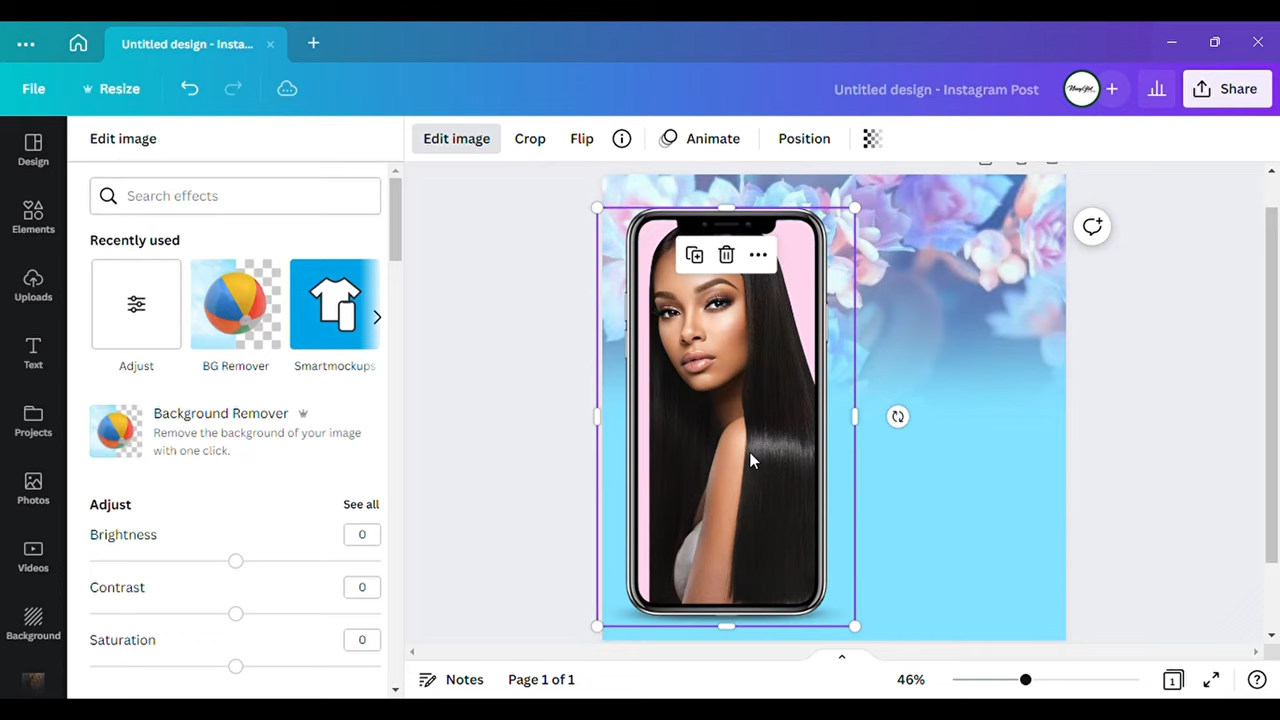 Untitled design - Insta...
File
Resize
Untitled design - Instagram Post
Share
Design
Elements
Uploads
Text
Projects
Photos
Videos
Background
Edit image
Search effects
Recently used
Adjust
BG Remover
Smartmockups
Background Remover
Remove the background of your image
with one click.
Adjust
See all
Brightness
0
Contrast
0
Saturation
0
Edit image
Crop
Flip
Animate
Position
Notes
Page 1 of 1
46%
1